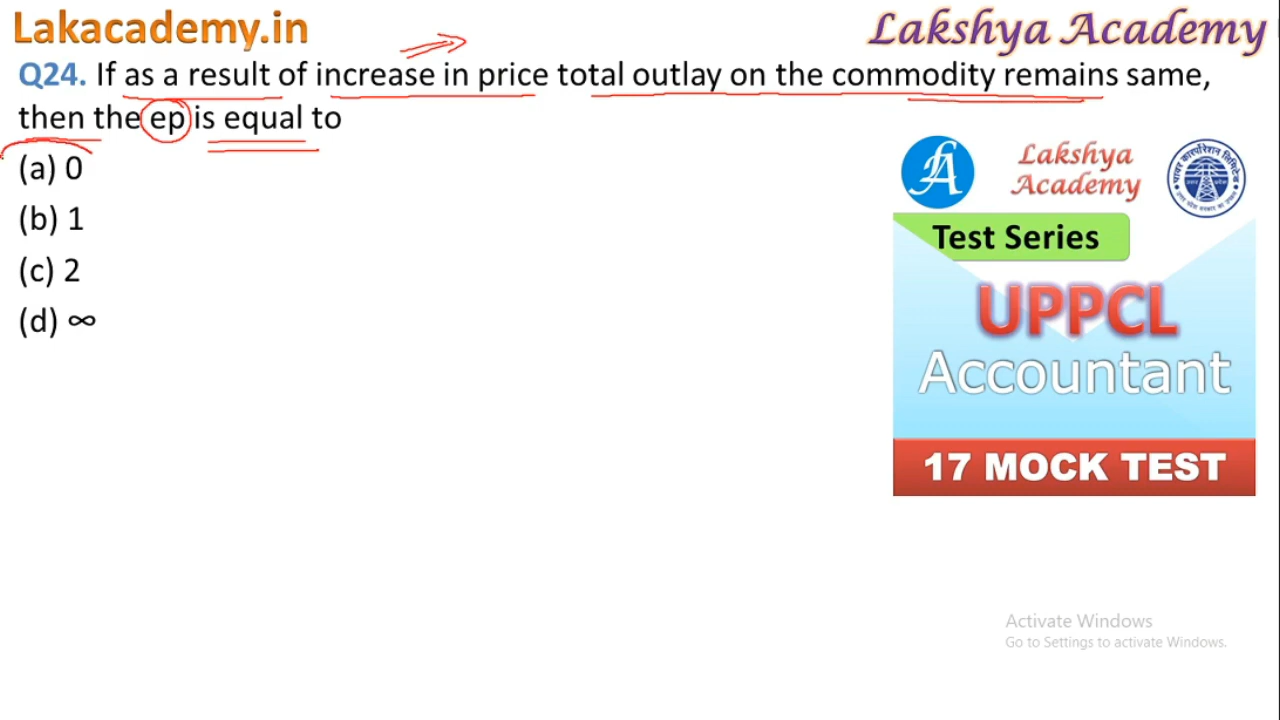 Lakacademy.in
Lakshya Academy
Q24. If as a result of increase in price total outlay on the commodity remains same,
then the ep is equal to
(a) 0
(b) 1
(c) 2
(d) ∞
Lakshya
Academy
Test Series
UPPCL
Accountant
17 MOCK TEST
Activate Windows
Go to Settings to activate Windows.